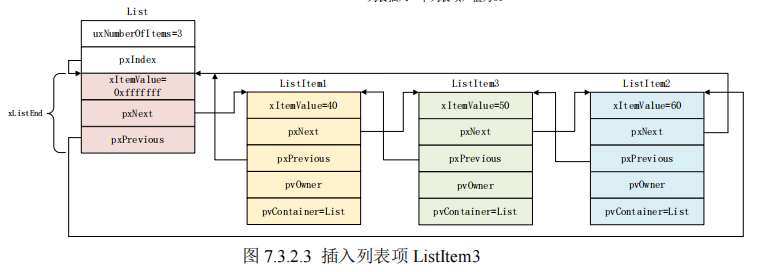 List
uxNumberOfItems=3
pxIndex
xItemValue=
0xfffffff
pxNext
pxPrevious
xListEnd
ListItem1
xItemValue=40
pxNext
pxPrevious
pvOwner
pvContainer=List
ListItem3
xItemValue=50
pxNext
pxPrevious
pvOwner
pvContainer=List
ListItem2
xItemValue=60
pxNext
pxPrevious
pvOwner
pvContainer=List
图 7.3.2.3 插入列表项 ListItem3